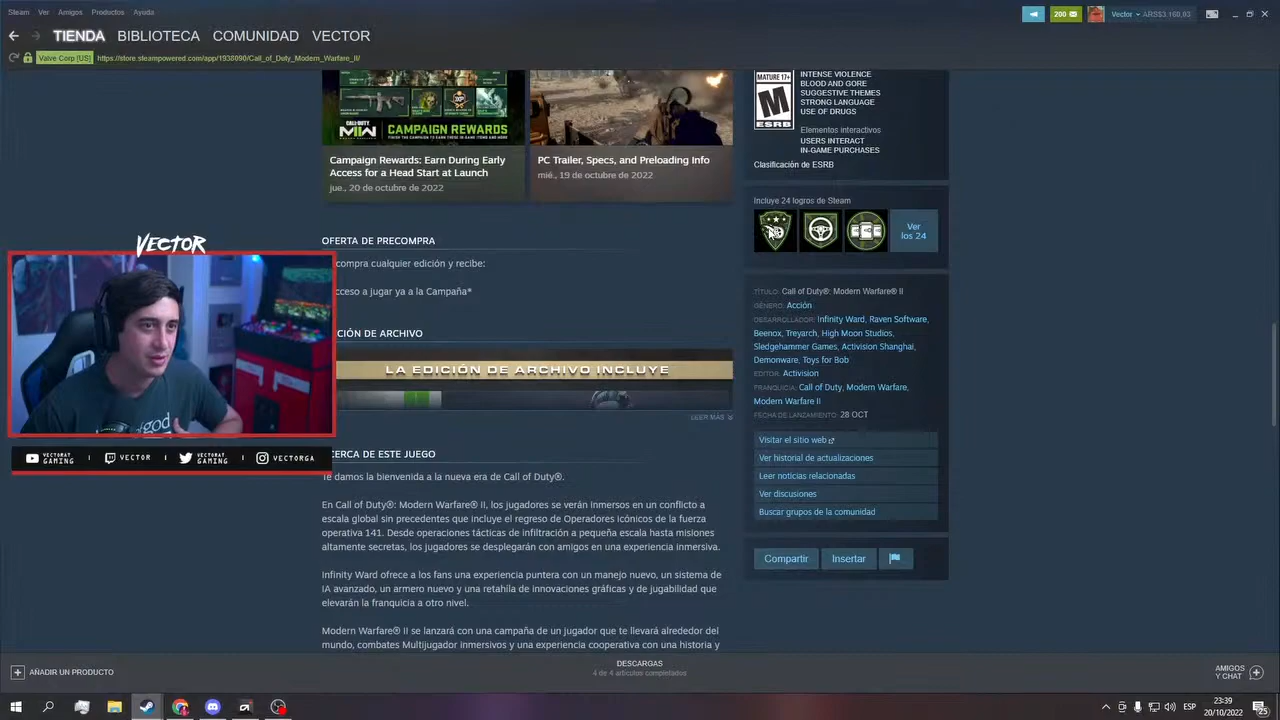 Steam Ver Amigos Productos Ayuda
200
Vector
ARS$3.160,03
TIENDA BIBLIOTECA COMUNIDAD VECTOR
Valve Corp [US]
https://store.steampowered.com/app/1938090/Call_of_Duty_Modern_Warfare_II/
CALL OF DUTY
MWII
CAMPAIGN REWARDS
Campaign Rewards: Earn During Early
Access for a Head Start at Launch
jue., 20 de octubre de 2022
PC Trailer, Specs, and Preloading Info
mié., 19 de octubre de 2022
MATURE 17+
M
ESRB
INTENSE VIOLENCE
BLOOD AND GORE
SUGGESTIVE THEMES
STRONG LANGUAGE
USE OF DRUGS
Elementos interactivos
USERS INTERACT
IN-GAME PURCHASES
Clasificación de ESRB
Incluye 24 logros de Steam
Ver
los 24
OFERTA DE PRECOMPRA
compra cualquier edición y recibe:
cceso a jugar ya a la Campaña*
CIÓN DE ARCHIVO
LA EDICIÓN DE ARCHIVO INCLUYE
LEER MÁS
VECTOR
god
VECTORAT
GAMING
VECTOR
VECTORAT
GAMING
VECTORGA
CERCA DE ESTE JUEGO
Te damos la bienvenida a la nueva era de Call of Duty®.
En Call of Duty®: Modern Warfare® II, los jugadores se verán inmersos en un conflicto a
escala global sin precedentes que incluye el regreso de Operadores icónicos de la fuerza
operativa 141. Desde operaciones tácticas de infiltración a pequeña escala hasta misiones
altamente secretas, los jugadores se desplegarán con amigos en una experiencia inmersiva.
Infinity Ward ofrece a los fans una experiencia puntera con un manejo nuevo, un sistema de
IA avanzado, un armero nuevo y una retahíla de innovaciones gráficas y de jugabilidad que
elevarán la franquicia a otro nivel.
Modern Warfare® II se lanzará con una campaña de un jugador que te llevará alrededor del
mundo, combates Multijugador inmersivos y una experiencia cooperativa con una historia y
TÍTULO: Call of Duty®: Modern Warfare® II
GÉNERO: Acción
DESARROLLADOR: Infinity Ward, Raven Software,
Beenox, Treyarch, High Moon Studios,
Sledgehammer Games, Activision Shanghai,
Demonware, Toys for Bob
EDITOR: Activision
FRANQUICIA: Call of Duty, Modern Warfare,
Modern Warfare II
FECHA DE LANZAMIENTO: 28 OCT
Visitar el sitio web
Ver historial de actualizaciones
Leer noticias relacionadas
Ver discusiones
Buscar grupos de la comunidad
Compartir
Insertar
AÑADIR UN PRODUCTO
DESCARGAS
4 de 4 artículos completados
AMIGOS
Y CHAT
ESP
23:39
20/10/2022